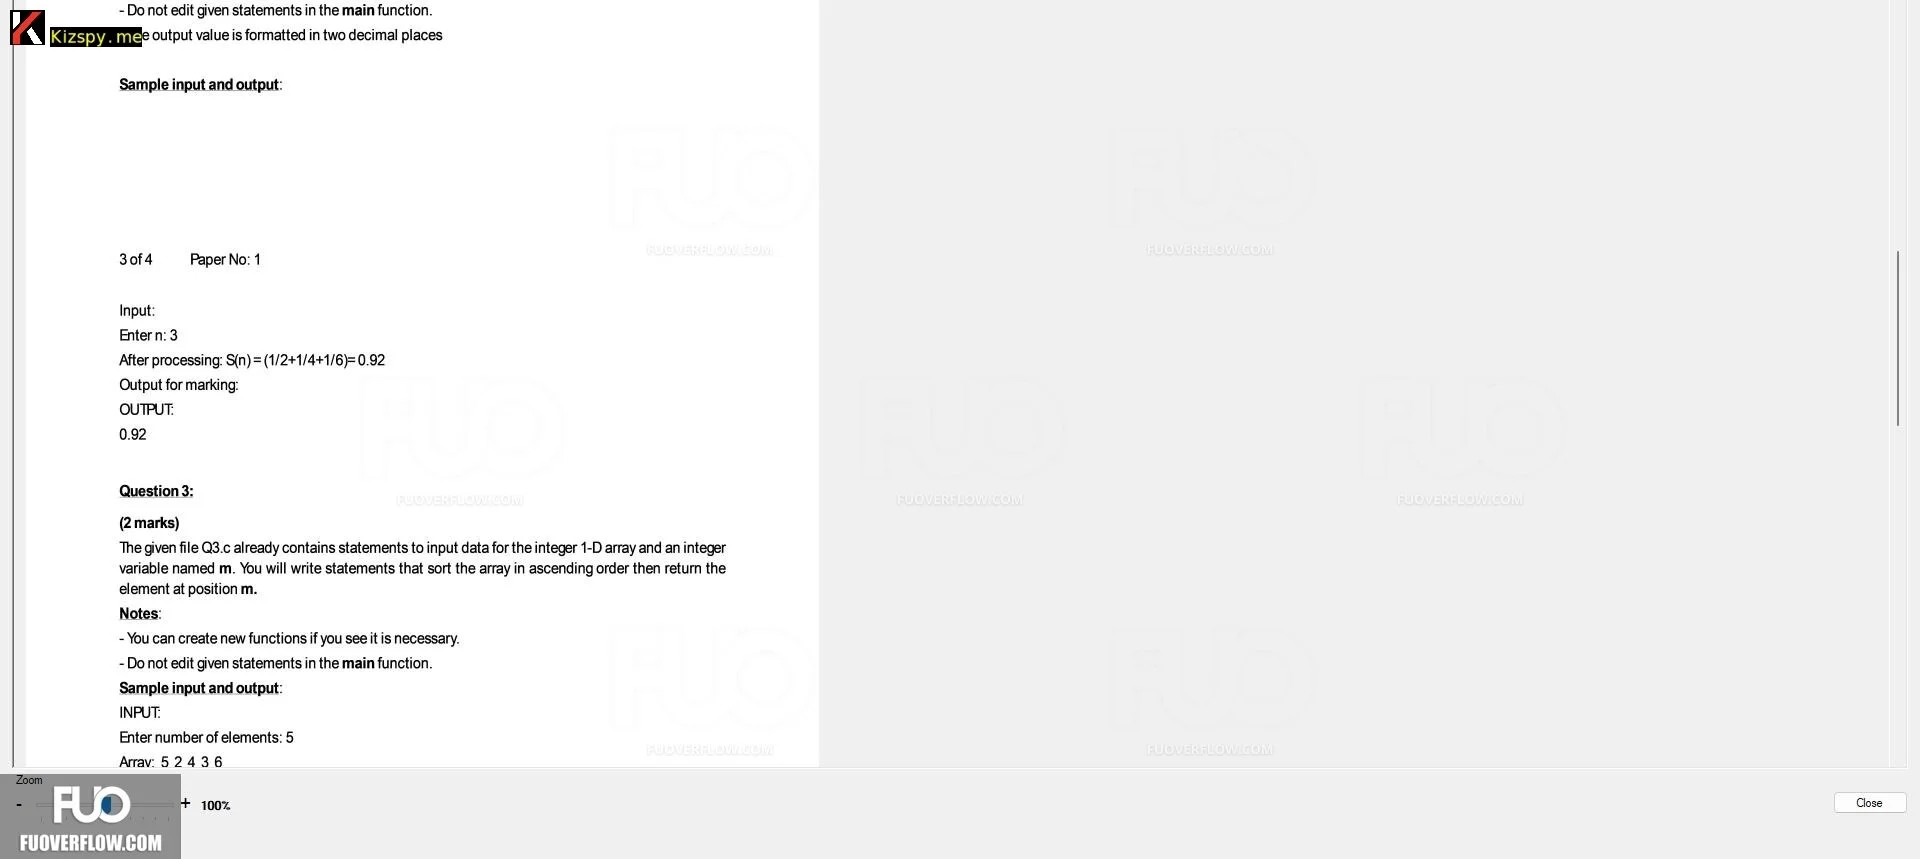 - Do not edit given statements in the main function.
Kizspy.me
e output value is formatted in two decimal places
Sample input and output:
FUO
FUOVERFLOW.COM
FUO
FUOVERFLOW.COM
3 of 4 Paper No: 1
Input:
Enter n: 3
After processing: S(n) = (1/2+1/4+1/6)= 0.92
Output for marking:
OUTPUT:
0.92
FUO
FUOVERFLOW.COM
FUO
FUOVERFLOW.COM
FUO
FUOVERFLOW.COM
Question 3:
(2 marks)
The given file Q3.c already contains statements to input data for the integer 1-D array and an integer
variable named m. You will write statements that sort the array in ascending order then return the
element at position m.
Notes:
- You can create new functions if you see it is necessary.
- Do not edit given statements in the main function.
Sample input and output:
INPUT:
Enter number of elements: 5
Array: 5 2 4 3 6
FUO
FUOVERFLOW.COM
FUO
FUOVERFLOW.COM
Zoom
- + 100%
Close
FUO
FUOVERFLOW.COM